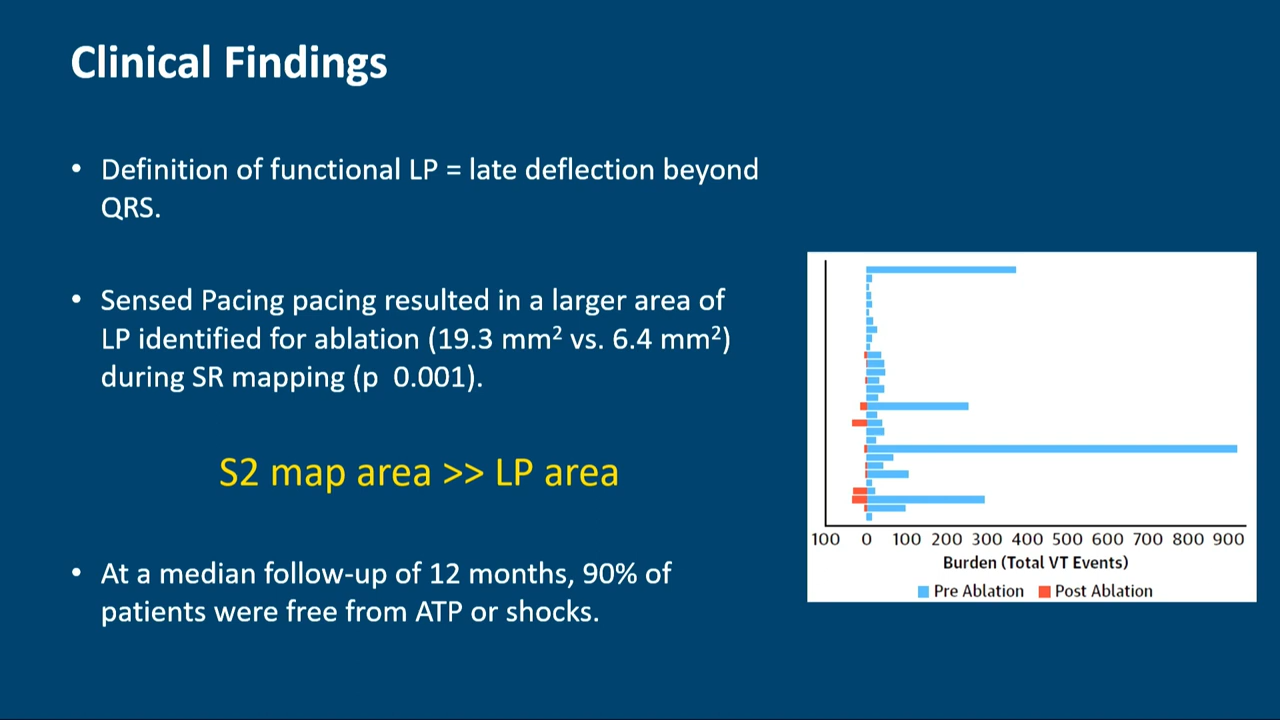 Clinical Findings
• Definition of functional LP = late deflection beyond
QRS.
• Sensed Pacing pacing resulted in a larger area of
LP identified for ablation (19.3 mm² vs. 6.4 mm²)
during SR mapping (p  0.001).
S2 map area >> LP area
• At a median follow-up of 12 months, 90% of
patients were free from ATP or shocks.
100 0 100 200 300 400 500 600 700 800 900
Burden (Total VT Events)
Pre Ablation Post Ablation